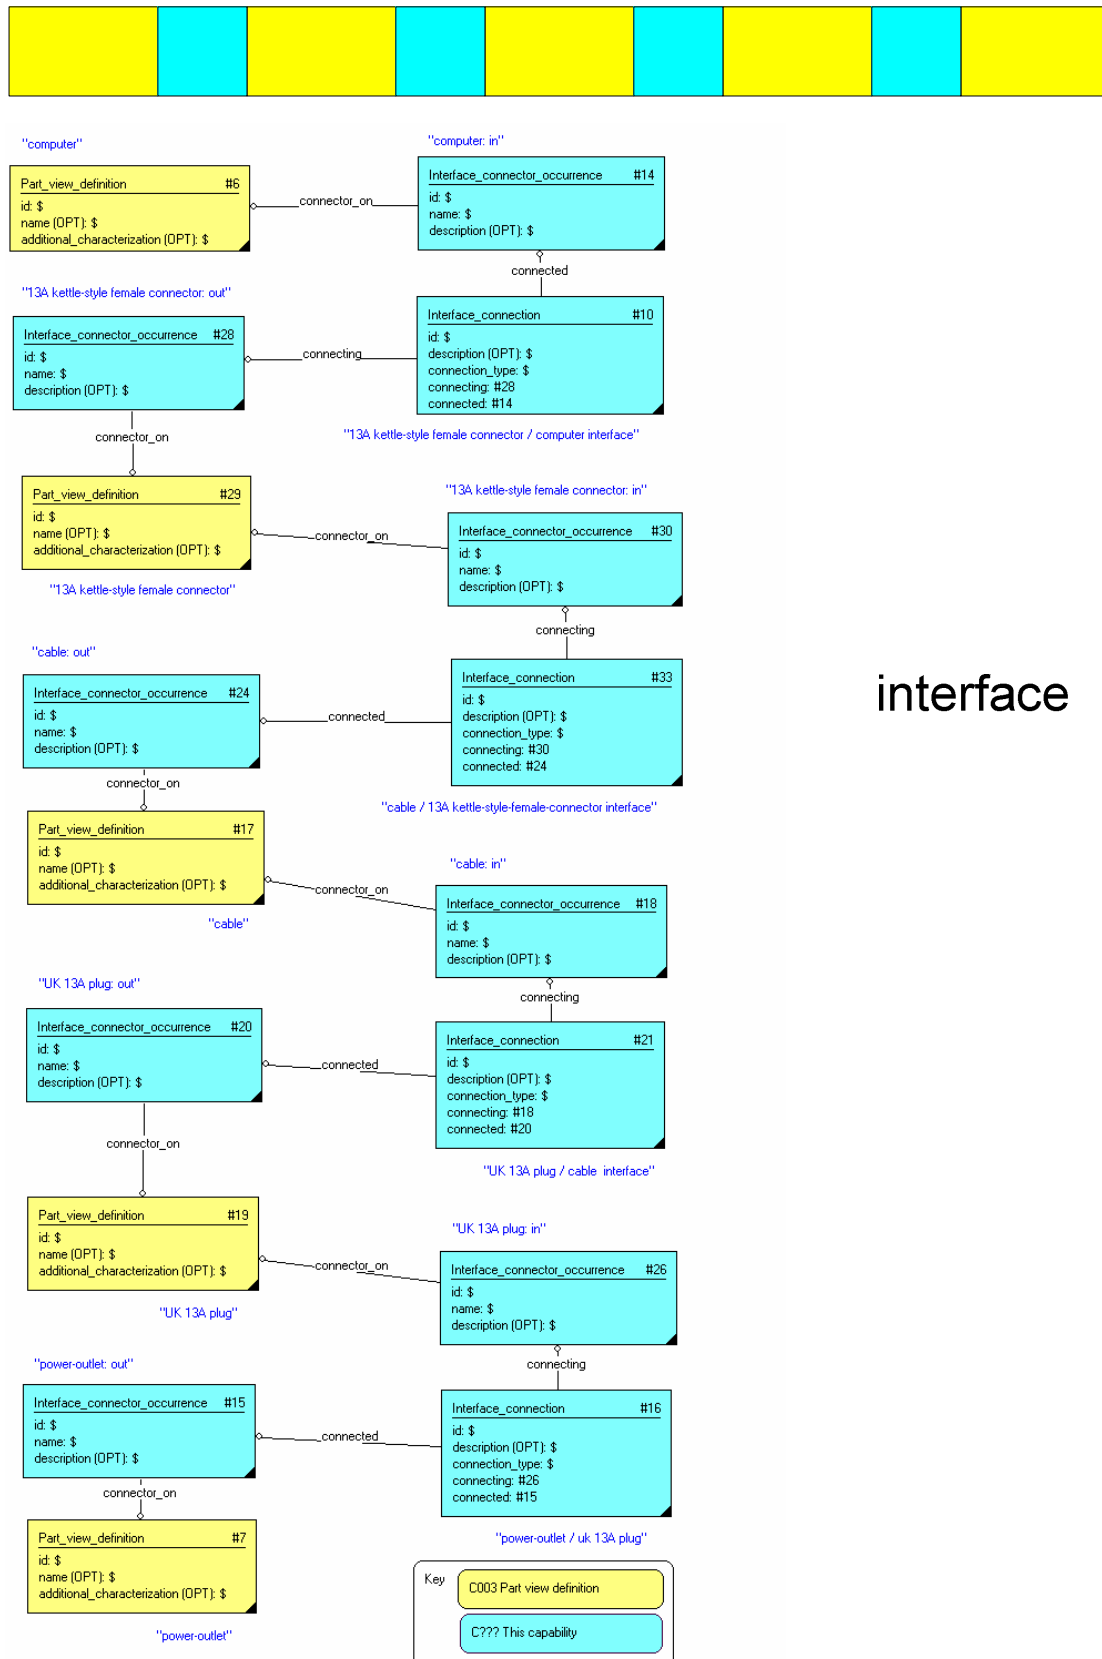 "computer"
"computer: in"
Part_view_definition #6
id: $
name (OPT): $
additional_characterization (OPT): $
connector_on
Interface_connector_occurrence #14
id: $
name: $
description (OPT): $
connected
"13A kettle-style female connector: out"
Interface_connector_occurrence #28
id: $
name: $
description (OPT): $
connecting
Interface_connection #10
id: $
description (OPT): $
connection_type: $
connecting: #28
connected: #14
connector_on
"13A kettle-style female connector / computer interface"
Part_view_definition #29
id: $
name (OPT): $
additional_characterization (OPT): $
"13A kettle-style female connector"
connector_on
"13A kettle-style female connector: in"
Interface_connector_occurrence #30
id: $
name: $
description (OPT): $
connecting
"cable: out"
Interface_connector_occurrence #24
id: $
name: $
description (OPT): $
connected
Interface_connection #33
id: $
description (OPT): $
connection_type: $
connecting: #30
connected: #24
interface
connector_on
"cable / 13A kettle-style-female-connector interface"
Part_view_definition #17
id: $
name (OPT): $
additional_characterization (OPT): $
"cable"
connector_on
"cable: in"
Interface_connector_occurrence #18
id: $
name: $
description (OPT): $
connecting
"UK 13A plug: out"
Interface_connector_occurrence #20
id: $
name: $
description (OPT): $
connected
Interface_connection #21
id: $
description (OPT): $
connection_type: $
connecting: #18
connected: #20
connector_on
"UK 13A plug / cable interface"
Part_view_definition #19
id: $
name (OPT): $
additional_characterization (OPT): $
"UK 13A plug"
connector_on
"UK 13A plug: in"
Interface_connector_occurrence #26
id: $
name: $
description (OPT): $
connecting
"power-outlet: out"
Interface_connector_occurrence #15
id: $
name: $
description (OPT): $
connected
Interface_connection #16
id: $
description (OPT): $
connection_type: $
connecting: #26
connected: #15
connector_on
"power-outlet / uk 13A plug"
Part_view_definition #7
id: $
name (OPT): $
additional_characterization (OPT): $
"power-outlet"
Key
C003 Part view definition
C??? This capability